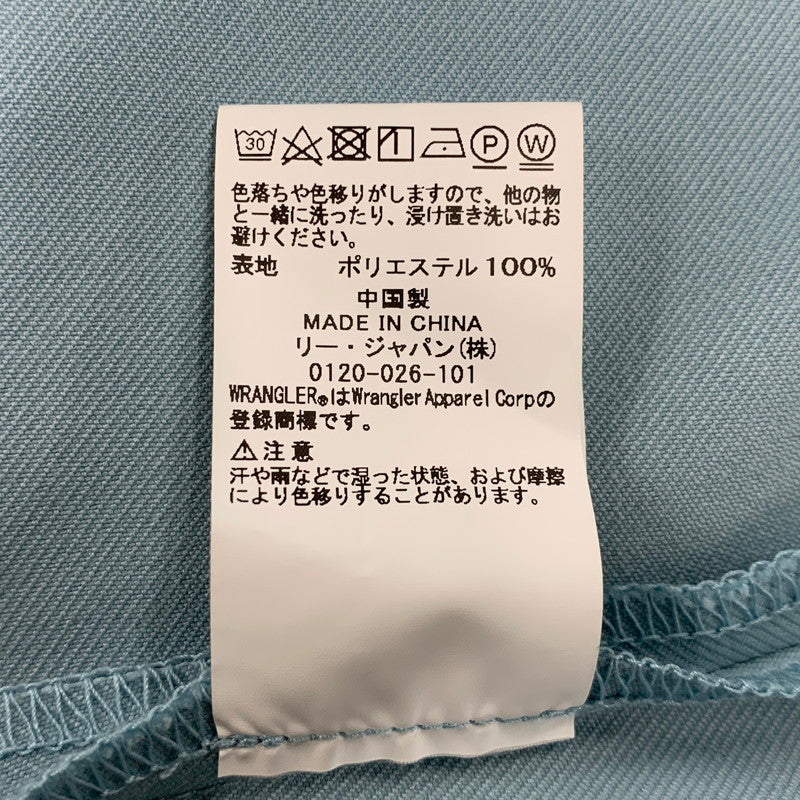 30 P W
色落ちや色移りがしますので、他の物
と一緒に洗ったり、浸け置き洗いはお
避けください。
表地 ポリエステル 100%
中国製
MADE IN CHINA
リー・ジャパン(株)
0120-026-101
WRANGLER®はWrangler Apparel Corpの
登録商標です。
⚠注意
汗や雨などで湿った状態、および摩擦
により色移りすることがあります。